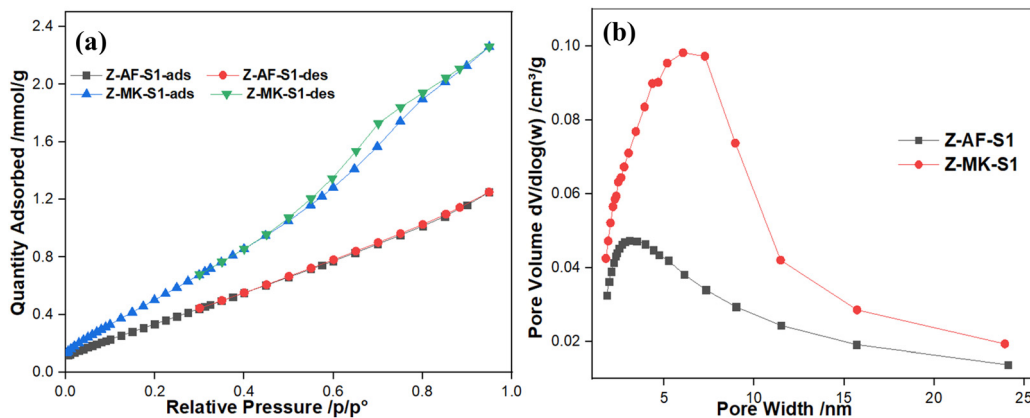 (a)
Z-AF-S1-ads
Z-AF-S1-des
Z-MK-S1-ads
Z-MK-S1-des
2.4
2.0
1.6
1.2
0.8
0.4
0.0
Quantity Adsorbed /mmol/g
0.0
0.2
0.4
0.6
0.8
1.0
Relative Pressure /p/p°
(b)
Z-AF-S1
Z-MK-S1
0.10
0.08
0.06
0.04
0.02
Pore Volume dV/dlog(w) /cm³/g
5
10
15
20
25
Pore Width /nm